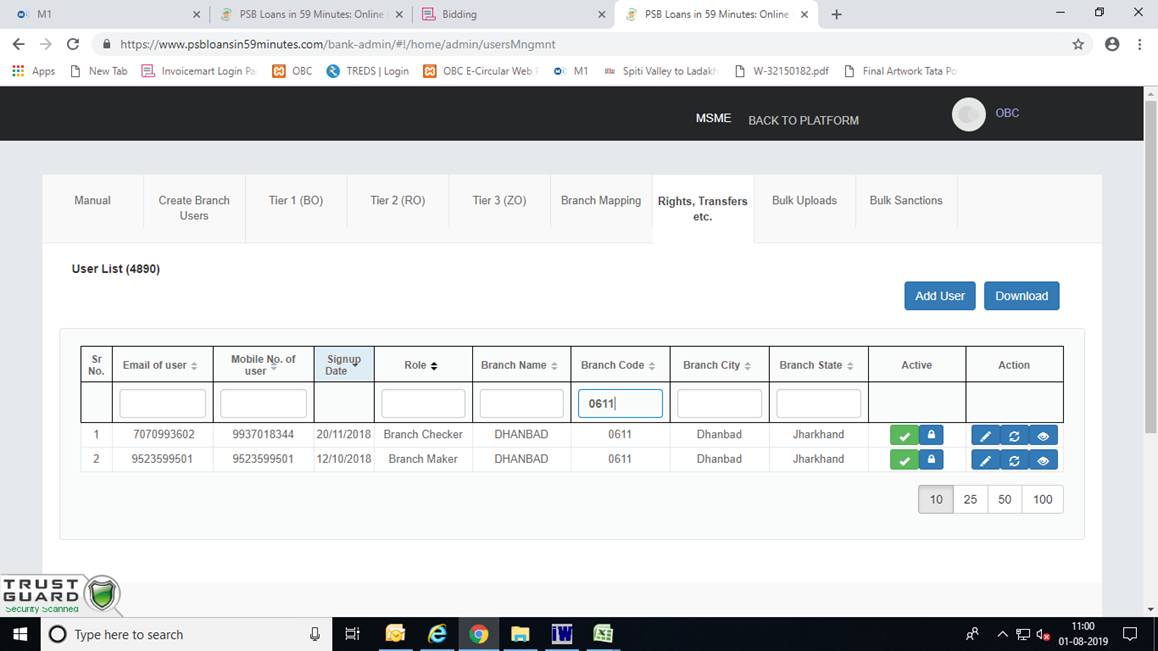 M1
PSB Loans in 59 Minutes: Online
Bidding
PSB Loans in 59 Minutes: Online
https://www.psbloansin59minutes.com/bank-admin/#!/home/admin/usersMngmnt
Apps New Tab Invoicemart Login Pa OBC TREDS | Login OBC E-Circular Web M1 Spiti Valley to Ladakh W-32150182.pdf Final Artwork Tata Po
MSME BACK TO PLATFORM OBC
Manual
Create Branch
Users
Tier 1 (BO)
Tier 2 (RO)
Tier 3 (ZO)
Branch Mapping
Rights, Transfers
etc.
Bulk Uploads
Bulk Sanctions
User List (4890)
Add User Download
Sr
No.
Email of user
Mobile No. of
user
Signup
Date
Role
Branch Name
Branch Code
Branch City
Branch State
Active
Action
0611
1 7070993602 9937018344 20/11/2018 Branch Checker DHANBAD 0611 Dhanbad Jharkhand
2 9523599501 9523599501 12/10/2018 Branch Maker DHANBAD 0611 Dhanbad Jharkhand
10 25 50 100
TRUST
GUARD
Security Scanned
Type here to search
11:00
01-08-2019